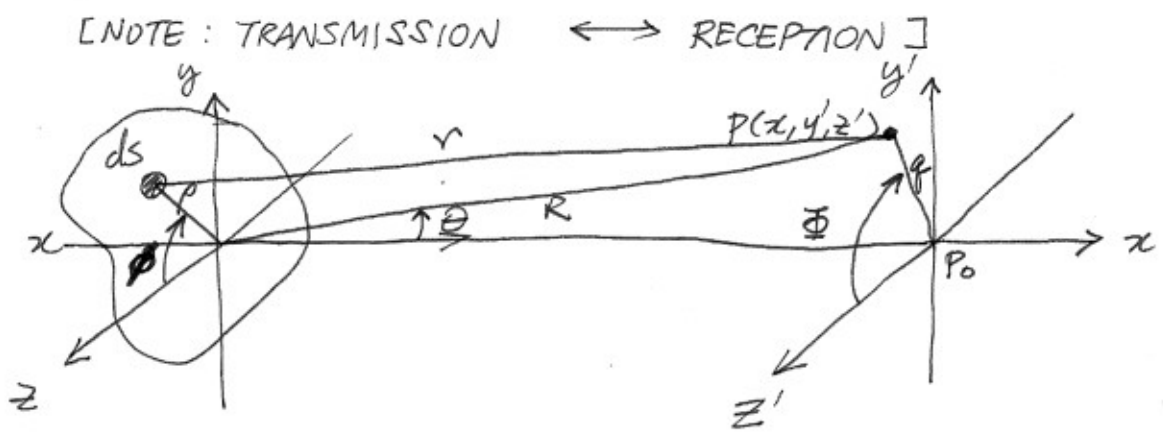 [NOTE : TRANSMISSION ⟷ RECEPTION ]
y
y'
ds
r
P(x, y', z')
ρ
q
θ
R
Φ
x
x
ϕ
P₀
z
z'